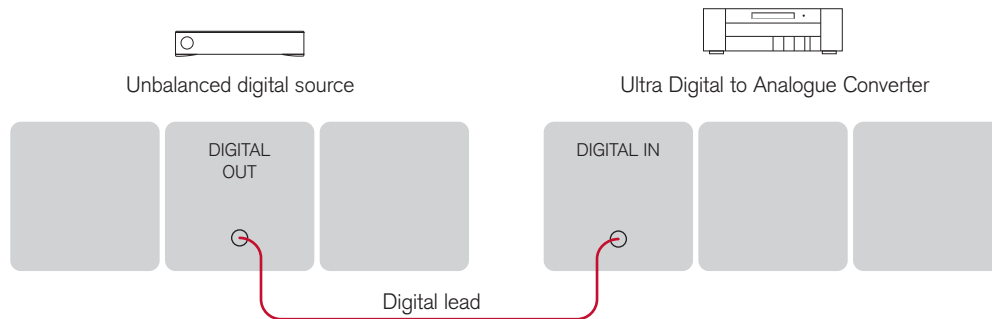 Unbalanced digital source
Ultra Digital to Analogue Converter
DIGITAL
OUT
DIGITAL IN
Digital lead